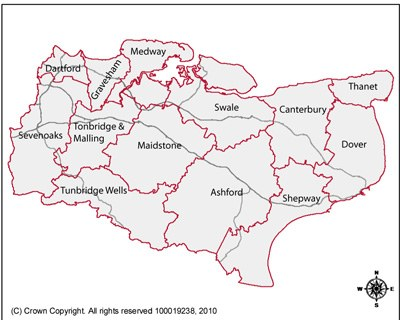 Medway
Dartford
Gravesham
Thanet
Swale
Canterbury
Sevenoaks
Tonbridge &
Malling
Maidstone
Dover
Tunbridge Wells
Ashford
Shepway
N
W E
S
(C) Crown Copyright. All rights reserved 100019238, 2010